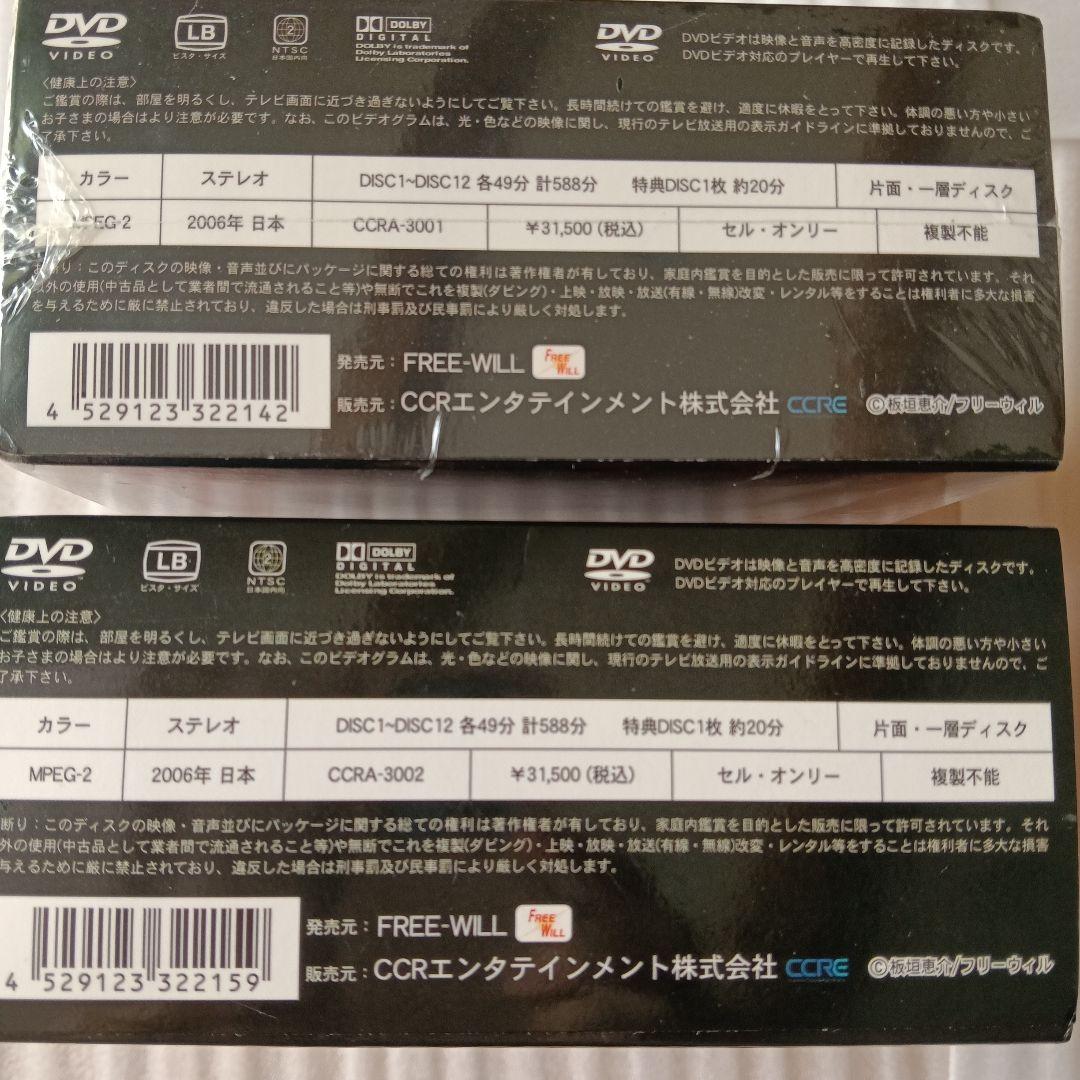 DVD VIDEO
LB ビスタ・サイズ
2 NTSC 日本国内向
DOLBY DIGITAL
DOLBY is trademark of
Dolby Laboratories
Licensing Corporation.
DVD VIDEO
DVDビデオは映像と音声を高密度に記録したディスクです。
DVDビデオ対応のプレイヤーで再生して下さい。
〈健康上の注意〉
ご鑑賞の際は、部屋を明るくし、テレビ画面に近づき過ぎないようにしてご覧下さい。長時間続けての鑑賞を避け、適度に休暇をとって下さい。体調の悪い方や小さい
お子さまの場合はより注意が必要です。なお、このビデオグラムは、光・色などの映像に関し、現行のテレビ放送用の表示ガイドラインに準拠しておりませんので、ご
了承下さい。
カラー ステレオ DISC1~DISC12 各49分 計588分 特典DISC1枚 約20分 片面・一層ディスク
MPEG-2 2006年 日本 CCRA-3001 ¥31,500(税込) セル・オンリー 複製不能
お断り：このディスクの映像・音声並びにパッケージに関する総ての権利は著作権者が有しており、家庭内鑑賞を目的とした販売に限って許可されています。それ
以外の使用(中古品として業者間で流通されること等)や無断でこれを複製(ダビング)・上映・放映・放送(有線・無線)改変・レンタル等をすることは権利者に多大な損害
を与えるために厳に禁止されており、違反した場合は刑事罰及び民事罰により厳しく対処します。
発売元：FREE-WILL FREE WILL
4 529123 322142
販売元：CCRエンタテインメント株式会社 CCRE ©板垣恵介/フリーウィル
DVD VIDEO
LB ビスタ・サイズ
2 NTSC 日本国内向
DOLBY DIGITAL
DOLBY is trademark of
Dolby Laboratories
Licensing Corporation.
DVD VIDEO
DVDビデオは映像と音声を高密度に記録したディスクです。
DVDビデオ対応のプレイヤーで再生して下さい。
〈健康上の注意〉
ご鑑賞の際は、部屋を明るくし、テレビ画面に近づき過ぎないようにしてご覧下さい。長時間続けての鑑賞を避け、適度に休暇をとって下さい。体調の悪い方や小さい
お子さまの場合はより注意が必要です。なお、このビデオグラムは、光・色などの映像に関し、現行のテレビ放送用の表示ガイドラインに準拠しておりませんので、ご
了承下さい。
カラー ステレオ DISC1~DISC12 各49分 計588分 特典DISC1枚 約20分 片面・一層ディスク
MPEG-2 2006年 日本 CCRA-3002 ¥31,500(税込) セル・オンリー 複製不能
断り：このディスクの映像・音声並びにパッケージに関する総ての権利は著作権者が有しており、家庭内鑑賞を目的とした販売に限って許可されています。それ
外の使用(中古品として業者間で流通されること等)や無断でこれを複製(ダビング)・上映・放映・放送(有線・無線)改変・レンタル等をすることは権利者に多大な損害
与えるために厳に禁止されており、違反した場合は刑事罰及び民事罰により厳しく対処します。
発売元：FREE-WILL FREE WILL
4 529123 322159
販売元：CCRエンタテインメント株式会社 CCRE ©板垣恵介/フリーウィル